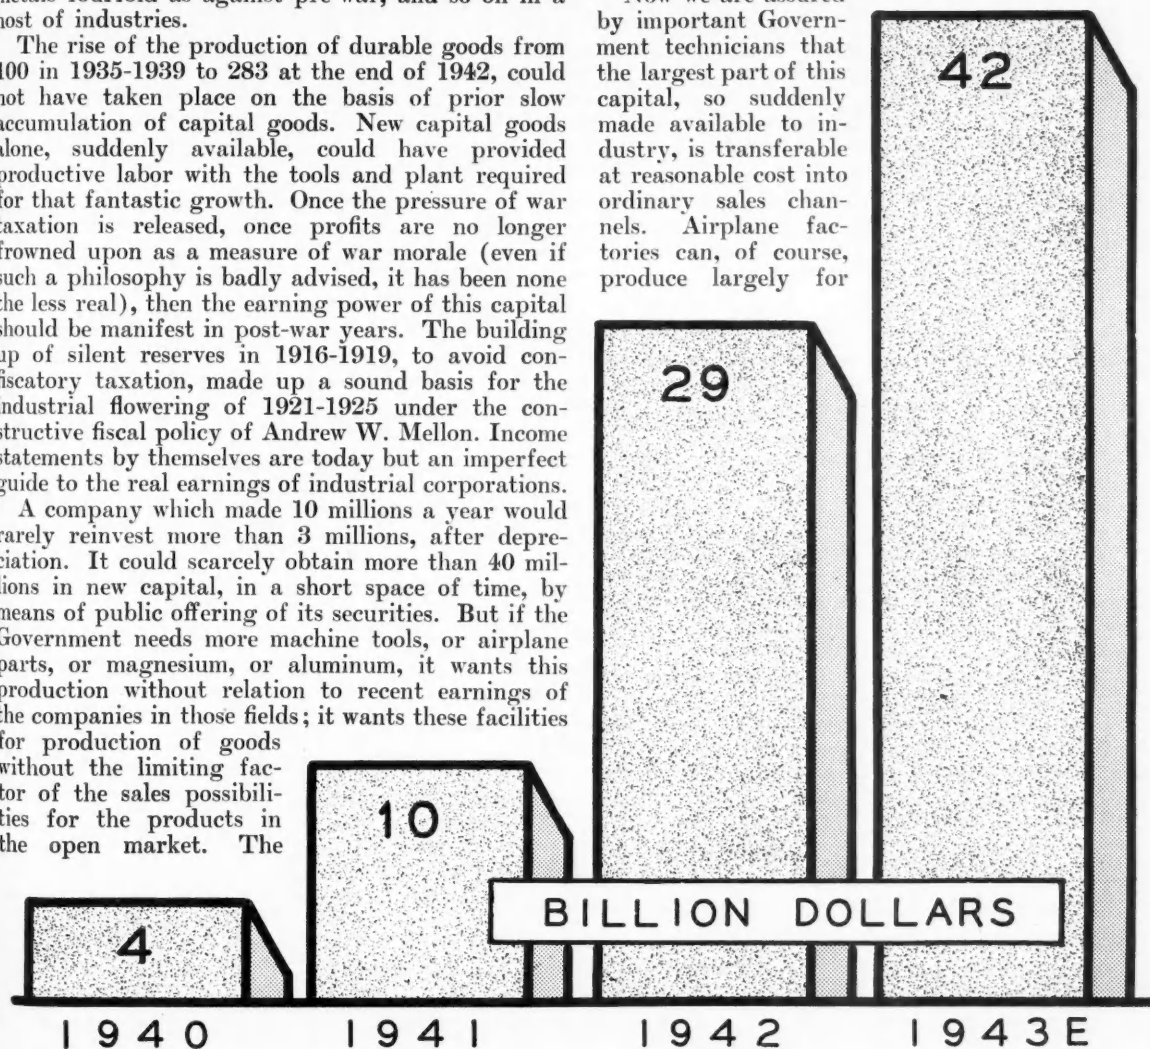 metals fourfold as against pre-war, and so on in a
host of industries.
The rise of the production of durable goods from
100 in 1935-1939 to 283 at the end of 1942, could
not have taken place on the basis of prior slow
accumulation of capital goods. New capital goods
alone, suddenly available, could have provided
productive labor with the tools and plant required
for that fantastic growth. Once the pressure of war
taxation is released, once profits are no longer
frowned upon as a measure of war morale (even if
such a philosophy is badly advised, it has been none
the less real), then the earning power of this capital
should be manifest in post-war years. The building
up of silent reserves in 1916-1919, to avoid con-
fiscatory taxation, made up a sound basis for the
industrial flowering of 1921-1925 under the con-
structive fiscal policy of Andrew W. Mellon. Income
statements by themselves are today but an imperfect
guide to the real earnings of industrial corporations.
A company which made 10 millions a year would
rarely reinvest more than 3 millions, after depre-
ciation. It could scarcely obtain more than 40 mil-
lions in new capital, in a short space of time, by
means of public offering of its securities. But if the
Government needs more machine tools, or airplane
parts, or magnesium, or aluminum, it wants this
production without relation to recent earnings of
the companies in those fields; it wants these facilities
for production of goods
without the limiting fac-
tor of the sales possibili-
ties for the products in
the open market. The
Now we are assured
by important Govern-
ment technicians that
the largest part of this
capital, so suddenly
made available to in-
dustry, is transferable
at reasonable cost into
ordinary sales chan-
nels. Airplane fac-
tories can, of course,
produce largely for
4
10
29
42
BILLION DOLLARS
1940
1941
1942
1943E